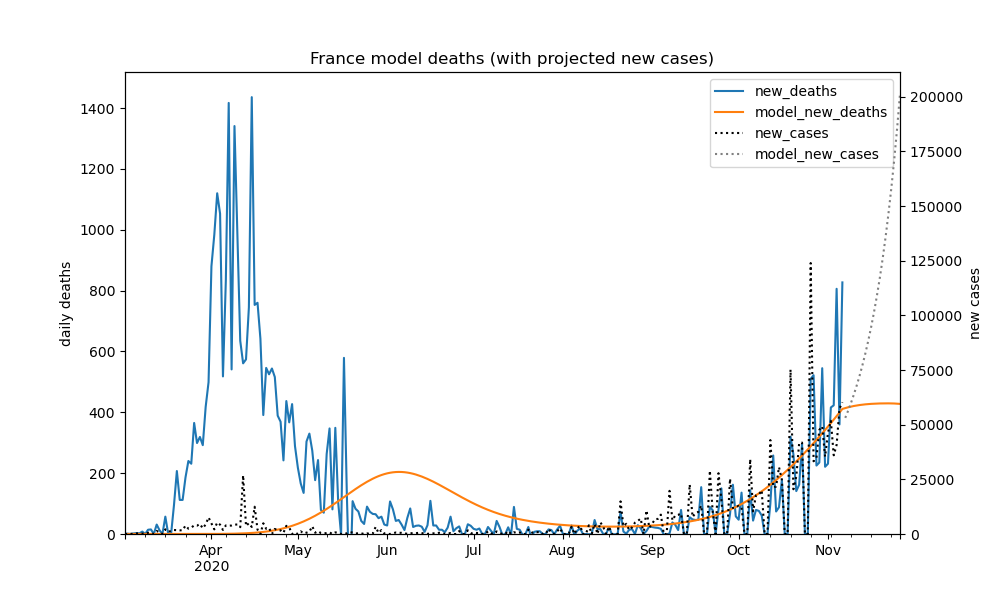 France model deaths (with projected new cases)
new_deaths
model_new_deaths
new_cases
model_new_cases
daily deaths
1400
1200
1000
800
600
400
200
0
new cases
200000
175000
150000
125000
100000
75000
50000
25000
0
Apr May Jun Jul Aug Sep Oct Nov
2020